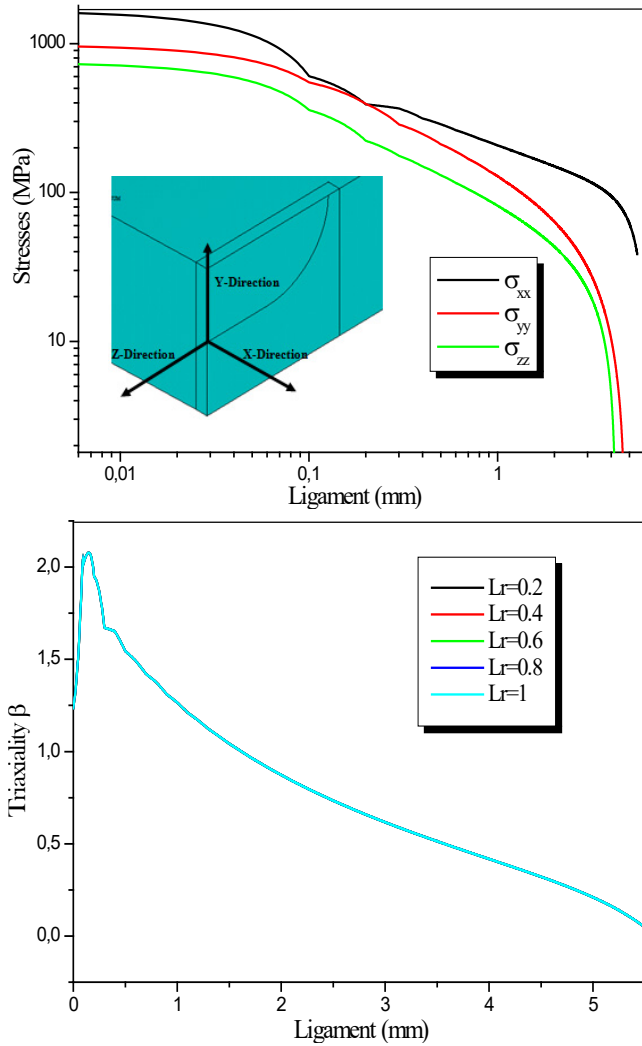 1000
100
10
Stresses (MPa)
Y-Direction
Z-Direction
X-Direction
σxx
σyy
σzz
0,01
0,1
1
Ligament (mm)
2,0
1,5
1,0
0,5
0,0
Triaxiality β
Lr=0.2
Lr=0.4
Lr=0.6
Lr=0.8
Lr=1
0
1
2
3
4
5
Ligament (mm)